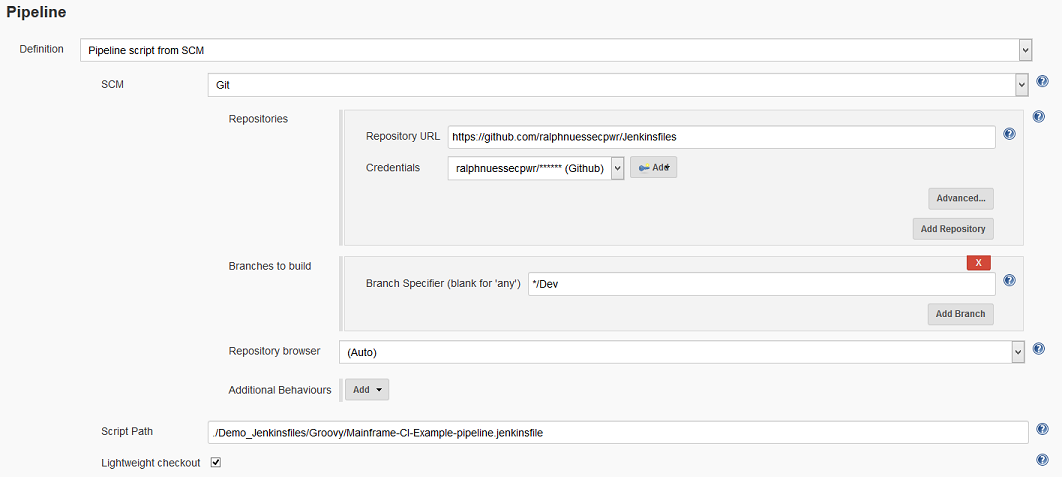 Pipeline
Definition Pipeline script from SCM
SCM Git
Repositories
Repository URL https://github.com/ralphnuessecpwr/Jenkinsfiles
Credentials ralphnuessecpwr/****** (Github) Add
Advanced...
Add Repository
Branches to build X
Branch Specifier (blank for 'any') */Dev
Add Branch
Repository browser (Auto)
Additional Behaviours Add
Script Path ./Demo_Jenkinsfiles/Groovy/Mainframe-CI-Example-pipeline.jenkinsfile
Lightweight checkout